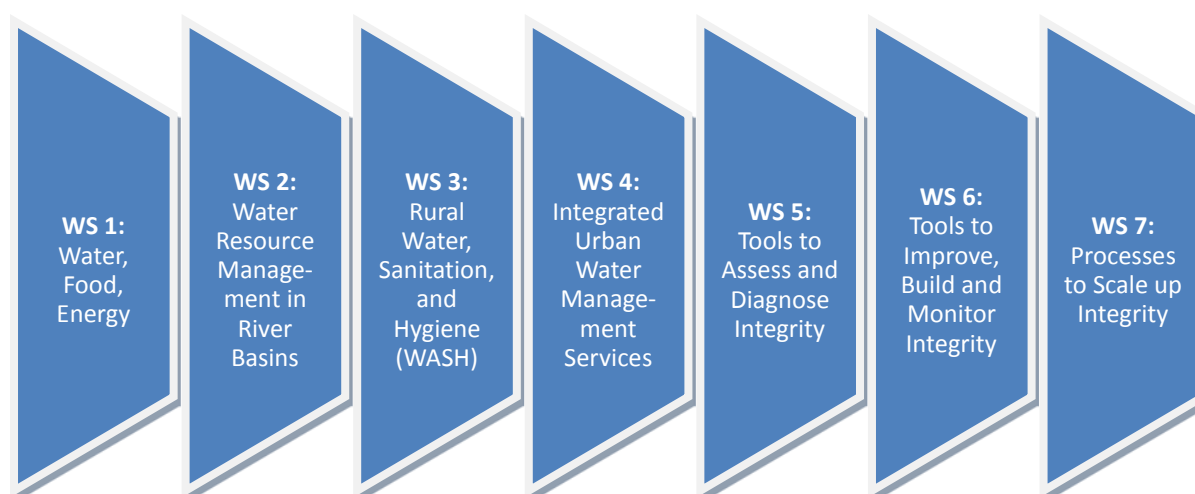 WS 1:
Water,
Food,
Energy
WS 2:
Water
Resource
Manage-
ment in
River
Basins
WS 3:
Rural
Water,
Sanitation,
and
Hygiene
(WASH)
WS 4:
Integrated
Urban
Water
Manage-
ment
Services
WS 5:
Tools to
Assess and
Diagnose
Integrity
WS 6:
Tools to
Improve,
Build and
Monitor
Integrity
WS 7:
Processes
to Scale up
Integrity